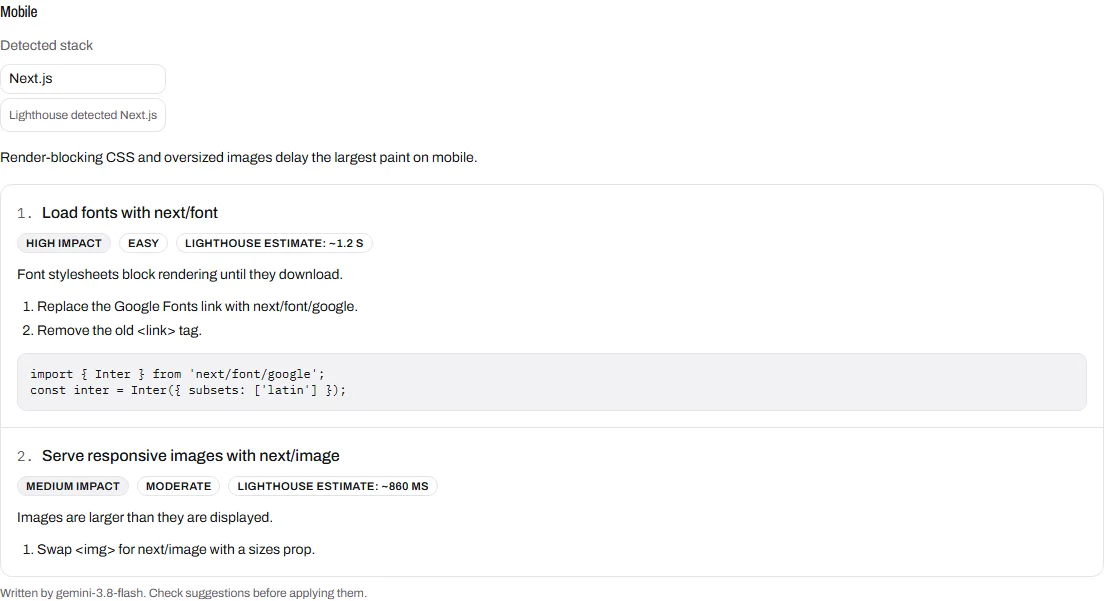 Mobile
Detected stack
Next.js
Lighthouse detected Next.js
Render-blocking CSS and oversized images delay the largest paint on mobile.
1. Load fonts with next/font
HIGH IMPACT EASY LIGHTHOUSE ESTIMATE: ~1.2 S
Font stylesheets block rendering until they download.
1. Replace the Google Fonts link with next/font/google.
2. Remove the old <link> tag.
import { Inter } from 'next/font/google';
const inter = Inter({ subsets: ['latin'] });
2. Serve responsive images with next/image
MEDIUM IMPACT MODERATE LIGHTHOUSE ESTIMATE: ~860 MS
Images are larger than they are displayed.
1. Swap <img> for next/image with a sizes prop.
Written by gemini-3.8-flash. Check suggestions before applying them.